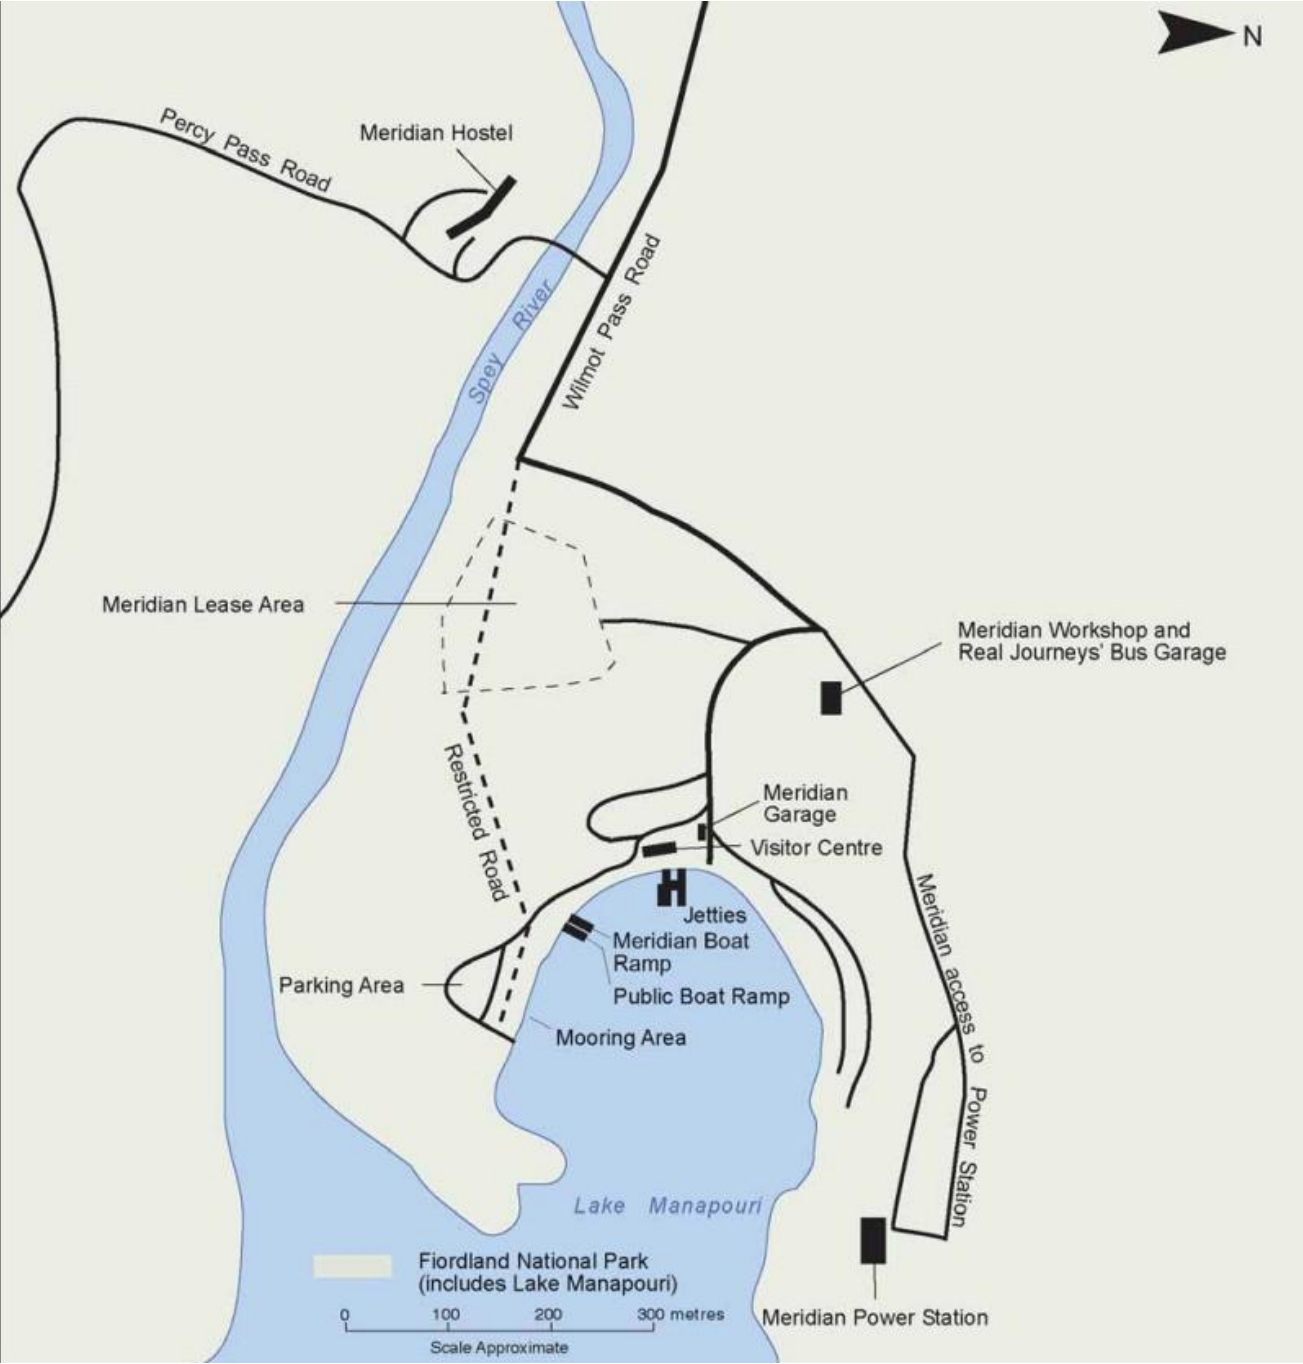 N
Percy Pass Road
Meridian Hostel
Wilmot Pass Road
Spey River
Meridian Lease Area
Meridian Workshop and
Real Journeys' Bus Garage
Restricted Road
Meridian
Garage
Visitor Centre
Jetties
Meridian Boat
Ramp
Public Boat Ramp
Parking Area
Mooring Area
Meridian access to Power Station
Lake Manapouri
Fiordland National Park
(includes Lake Manapouri)
0 100 200 300 metres
Scale Approximate
Meridian Power Station